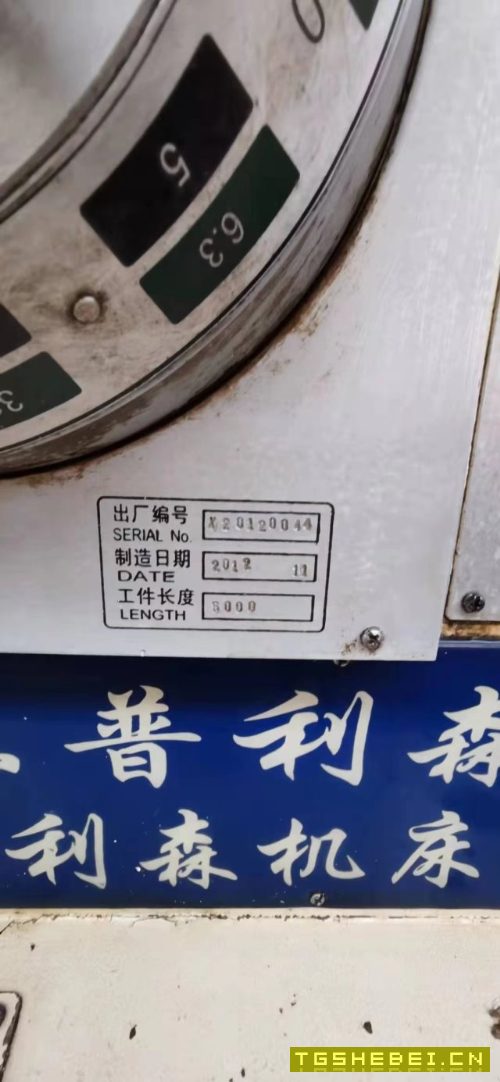 0
5
6.3
出厂编号
SERIAL No. X20120044
制造日期
DATE 2012 11
工件长度
LENGTH 3000
普利森
利森机床
TGSHEBEI.CN